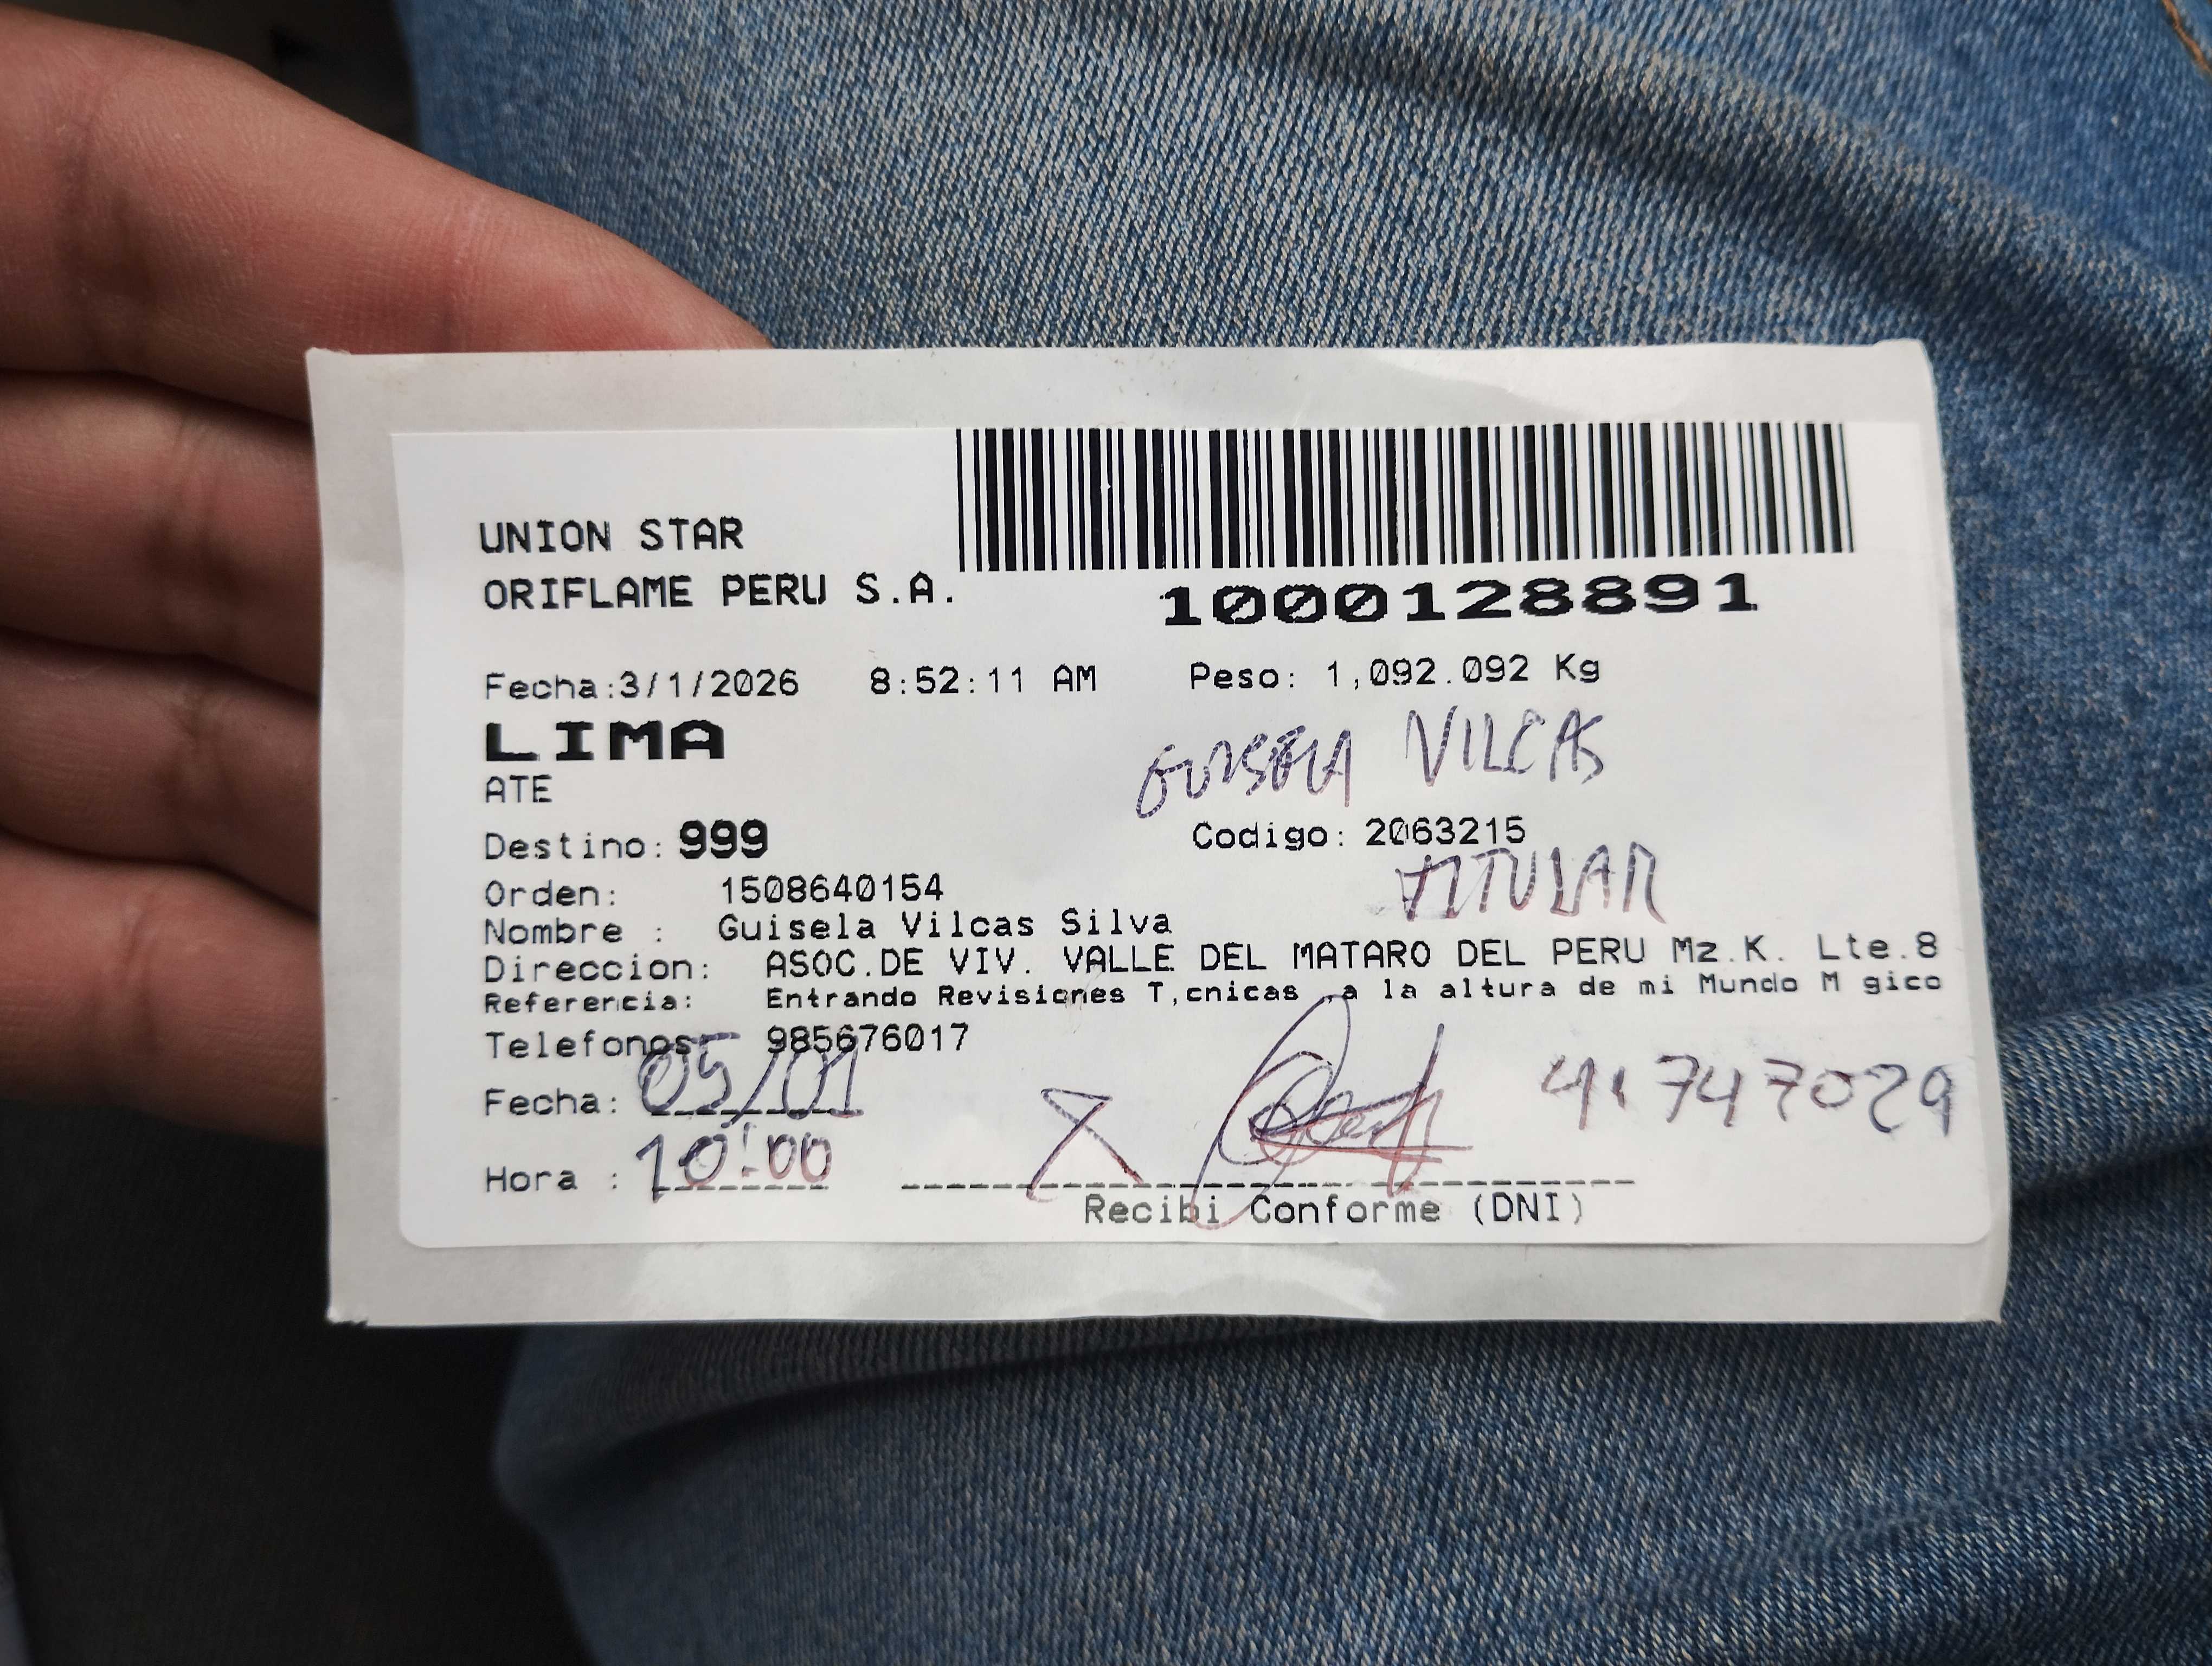 UNION STAR
ORIFLAME PERU S.A.
1000128891
Fecha:3/1/2026 8:52:11 AM Peso: 1,092.092 Kg
LIMA
GUISELA VILCAS
ATE
Destino: 999 Codigo: 2063215
TITULAR
Orden: 1508640154
Nombre : Guisela Vilcas Silva
Direccion: ASOC.DE VIV. VALLE DEL MATARO DEL PERU Mz.K. Lte.8
Referencia: Entrando Revisiones T,cnicas ,a la altura de mi Mundo M gico
Telefonos: 985676017
Fecha: 05/01
41747029
Hora : 10:00
Recibi Conforme (DNI)